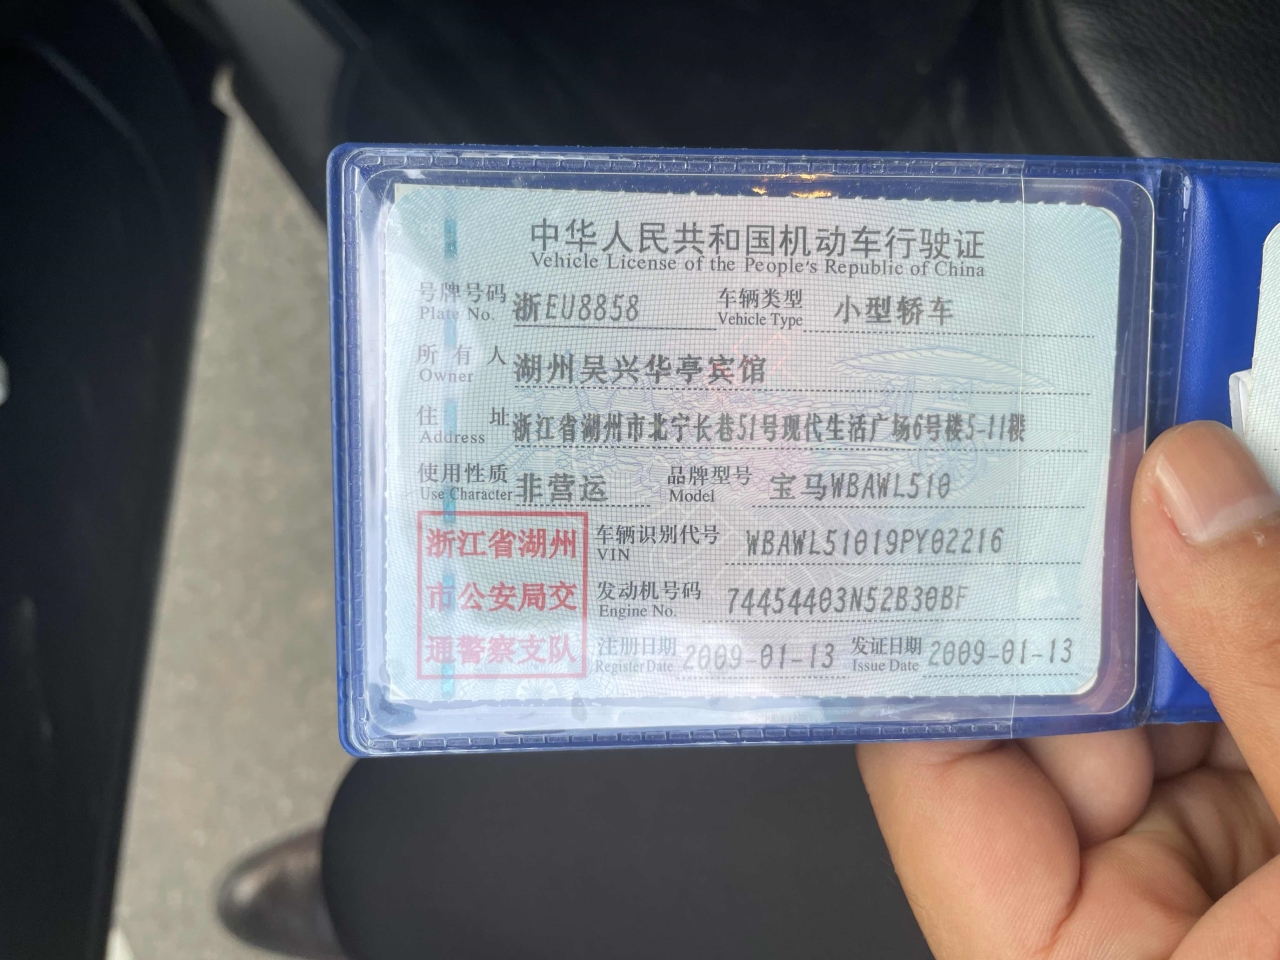 中华人民共和国机动车行驶证
Vehicle License of the People's Republic of China
号牌号码 浙EU8858 车辆类型 小型轿车
Plate No. Vehicle Type
所有人 湖州吴兴华亭宾馆
Owner
住址 浙江省湖州市北宁长巷51号现代生活广场6号楼5-11楼
Address
使用性质 非营运 品牌型号 宝马WBAWL510
Use Character Model
浙江省湖州 车辆识别代号 WBAWL51019PY02216
VIN
市公安局交 发动机号码 74454403N52B30BF
Engine No.
通警察支队 注册日期 2009-01-13 发证日期 2009-01-13
Register Date Issue Date